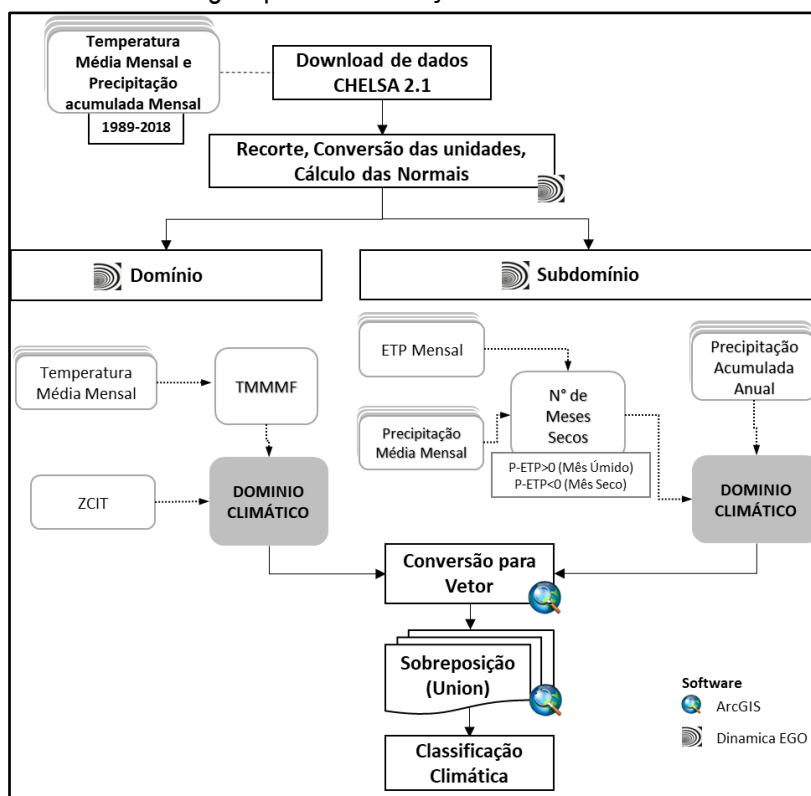 Temperatura
Média Mensal e
Precipitação
acumulada Mensal
1989-2018
Download de dados
CHELSA 2.1
Recorte, Conversão das unidades,
Cálculo das Normais
Domínio
Subdomínio
Temperatura
Média Mensal
TMMMF
ZCIT
DOMINIO
CLIMÁTICO
ETP Mensal
Precipitação
Média Mensal
N° de
Meses
Secos
P-ETP>0 (Mês Úmido)
P-ETP<0 (Mês Seco)
Precipitação
Acumulada
Anual
DOMINIO
CLIMÁTICO
Conversão para
Vetor
Sobreposição
(Union)
Classificação
Climática
Software
ArcGIS
Dinamica EGO